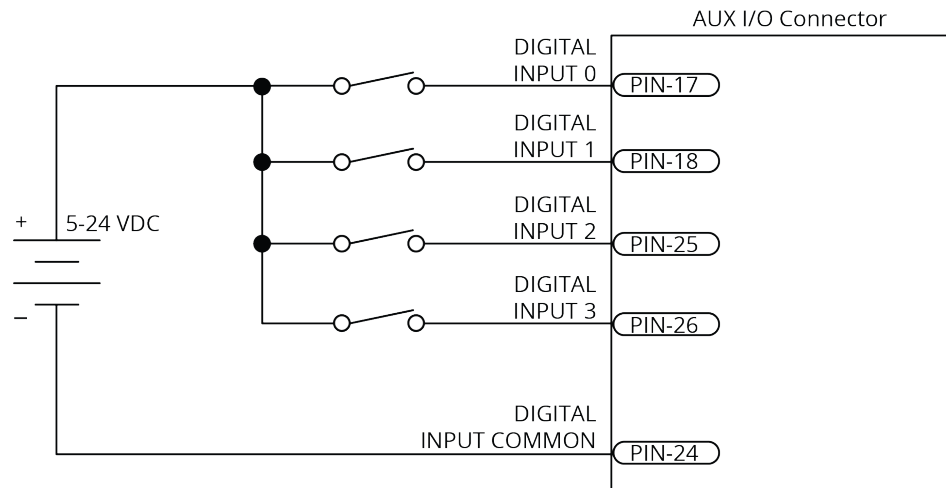 AUX I/O Connector
DIGITAL
INPUT 0
PIN-17
DIGITAL
INPUT 1
PIN-18
DIGITAL
INPUT 2
PIN-25
+
5-24 VDC
DIGITAL
INPUT 3
PIN-26
–
DIGITAL
INPUT COMMON
PIN-24